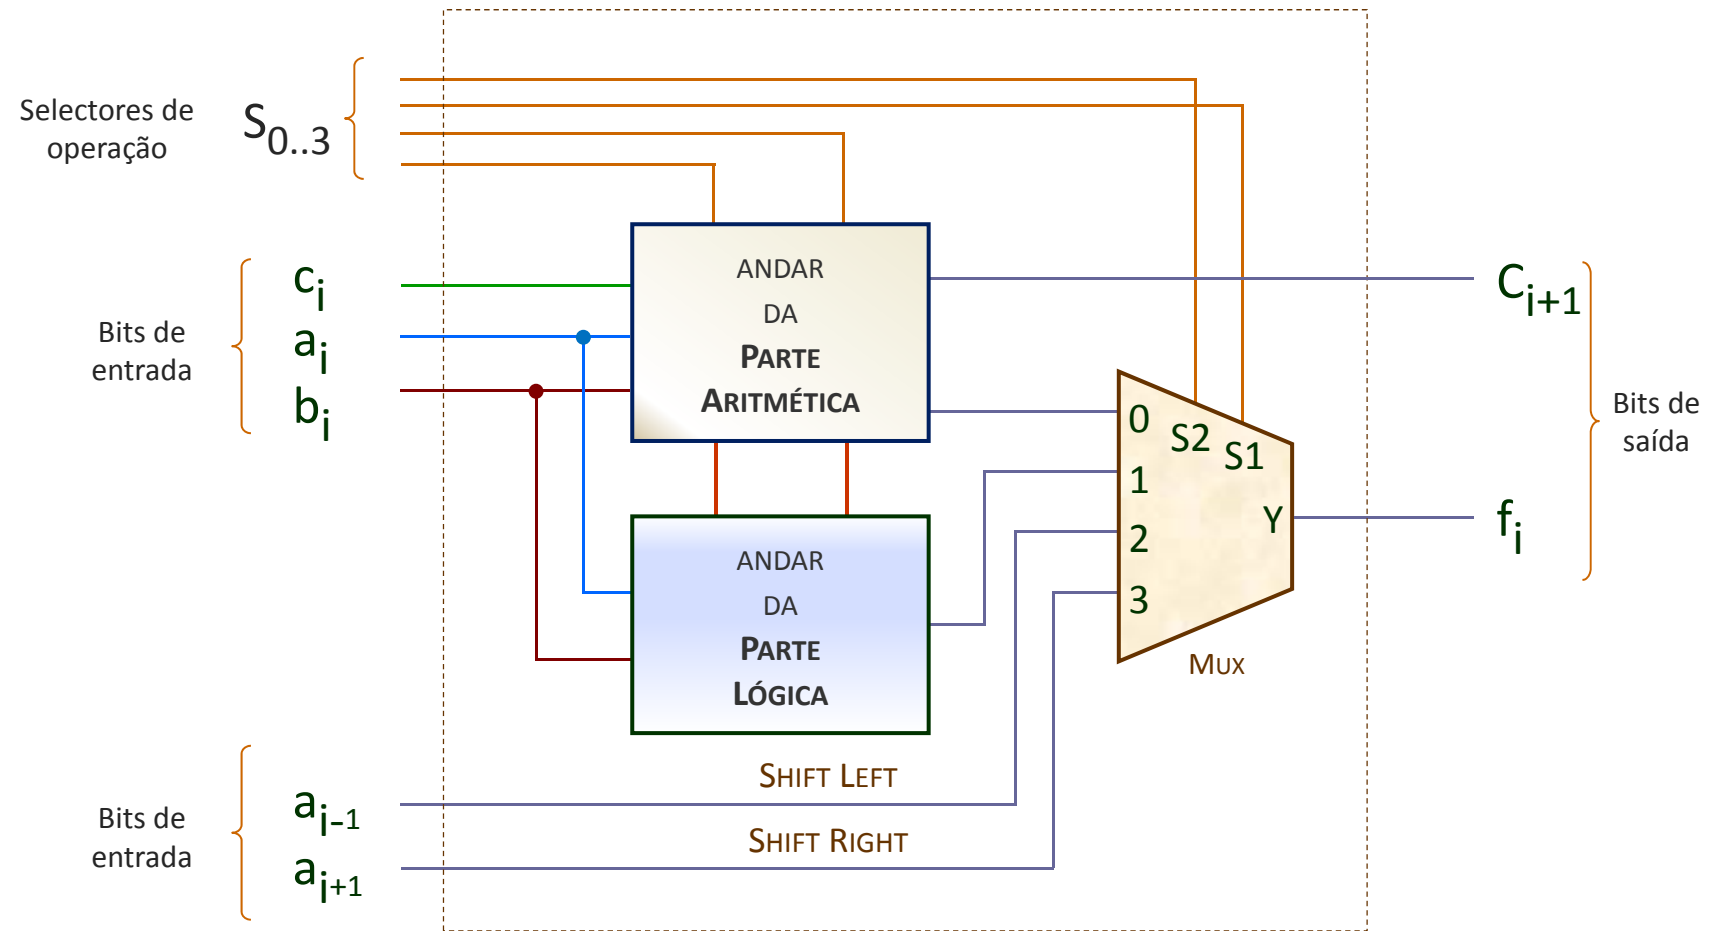 Selectores de
operação
S0..3
Bits de
entrada
ci
ai
bi
ANDAR
DA
PARTE
ARITMÉTICA
ANDAR
DA
PARTE
LÓGICA
0
1
2
3
S2
S1
Y
MUX
Ci+1
fi
Bits de
saída
SHIFT LEFT
SHIFT RIGHT
Bits de
entrada
ai-1
ai+1